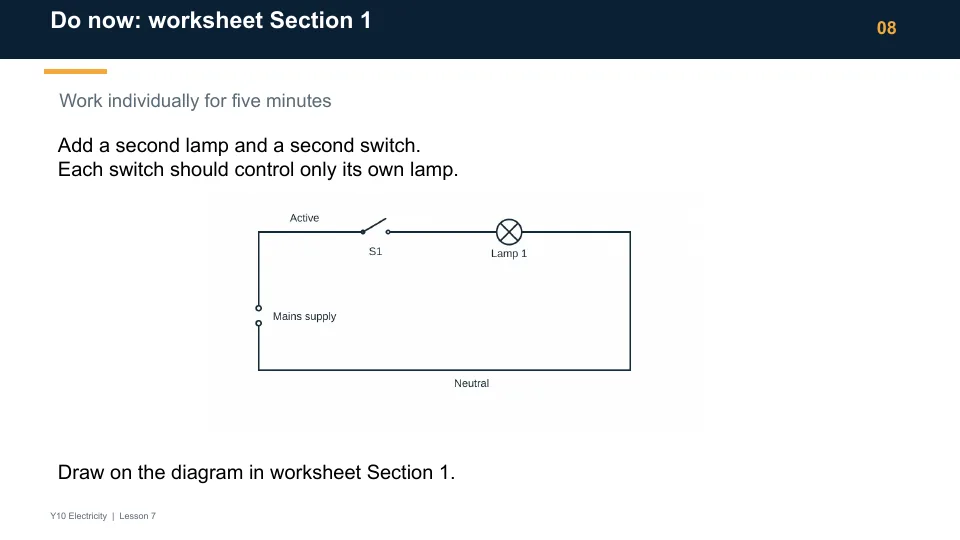 Do now: worksheet Section 1
08
Work individually for five minutes
Add a second lamp and a second switch.
Each switch should control only its own lamp.
Active
S1
Lamp 1
Mains supply
Neutral
Draw on the diagram in worksheet Section 1.
Y10 Electricity | Lesson 7